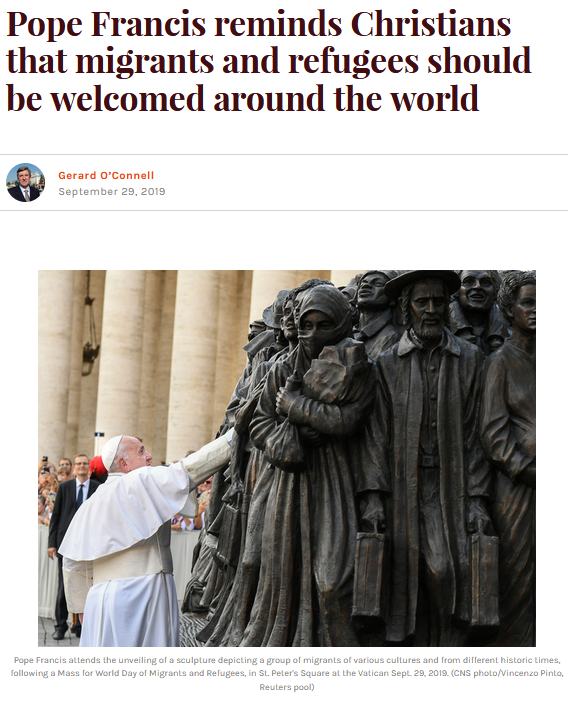 Pope Francis reminds Christians
that migrants and refugees should
be welcomed around the world
Gerard O’Connell
September 29, 2019
Pope Francis attends the unveiling of a sculpture depicting a group of migrants of various cultures and from different historic times,
following a Mass for World Day of Migrants and Refugees, in St. Peter's Square at the Vatican Sept. 29, 2019. (CNS photo/Vincenzo Pinto,
Reuters pool)